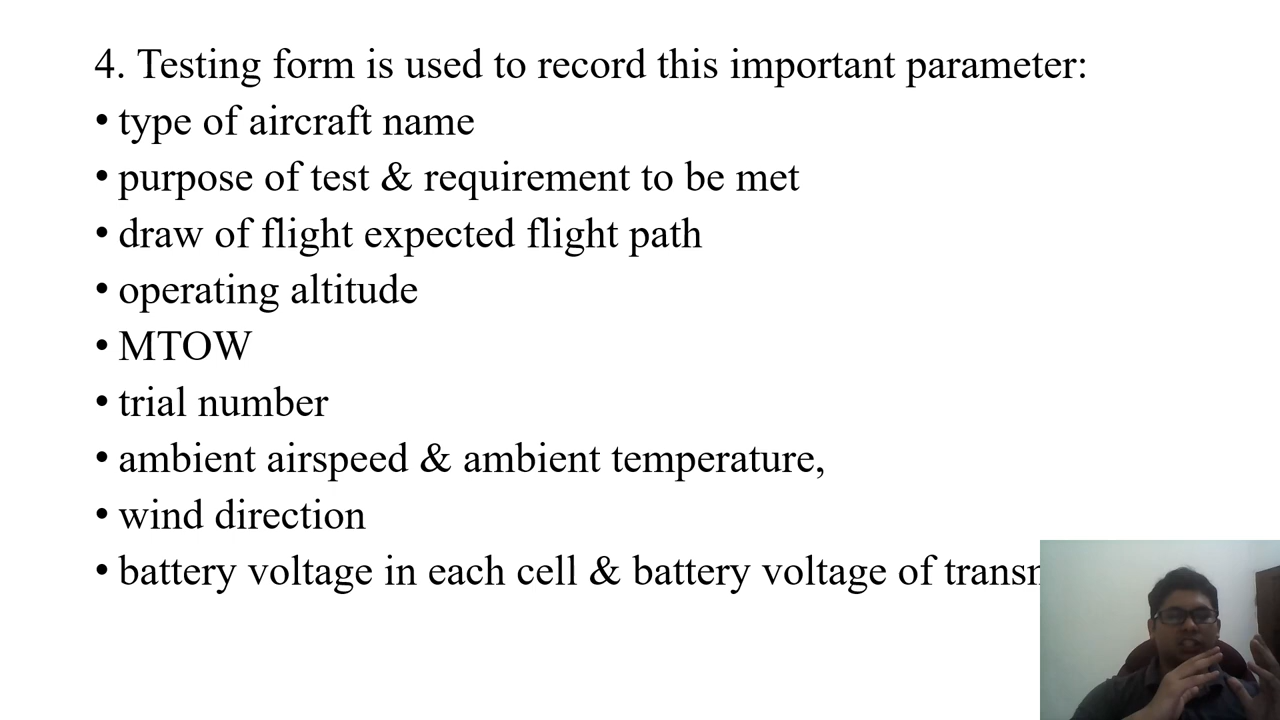 4. Testing form is used to record this important parameter:
• type of aircraft name
• purpose of test & requirement to be met
• draw of flight expected flight path
• operating altitude
• MTOW
• trial number
• ambient airspeed & ambient temperature,
• wind direction
• battery voltage in each cell & battery voltage of